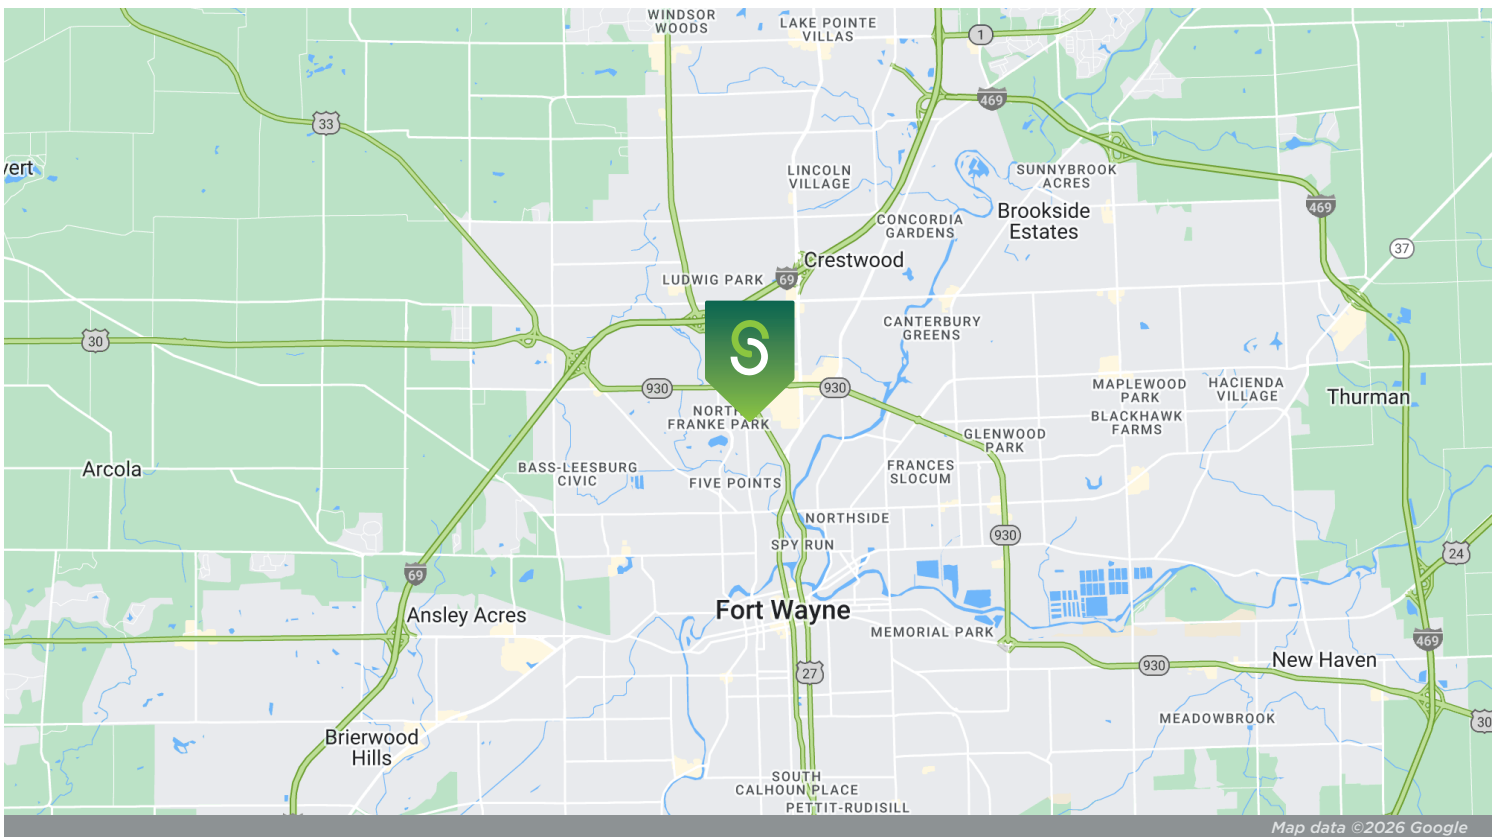 WINDSOR
WOODS
LAKE POINTE
VILLAS
1
469
33
vert
LINCOLN
VILLAGE
SUNNYBROOK
ACRES
469
Brookside
Estates
CONCORDIA
GARDENS
37
Crestwood
LUDWIG PARK
69
CANTERBURY
GREENS
30
930
930
MAPLEWOOD
PARK
HACIENDA
VILLAGE
Thurman
NORTH
FRANKE PARK
BLACKHAWK
FARMS
GLENWOOD
PARK
Arcola
BASS-LEESBURG
CIVIC
FIVE POINTS
FRANCES
SLOCUM
NORTHSIDE
930
SPY RUN
24
69
Fort Wayne
Ansley Acres
MEMORIAL PARK
469
New Haven
930
27
MEADOWBROOK
30
Brierwood
Hills
SOUTH
CALHOUN PLACE
PETTIT-RUDISILL
Map data ©2026 Google